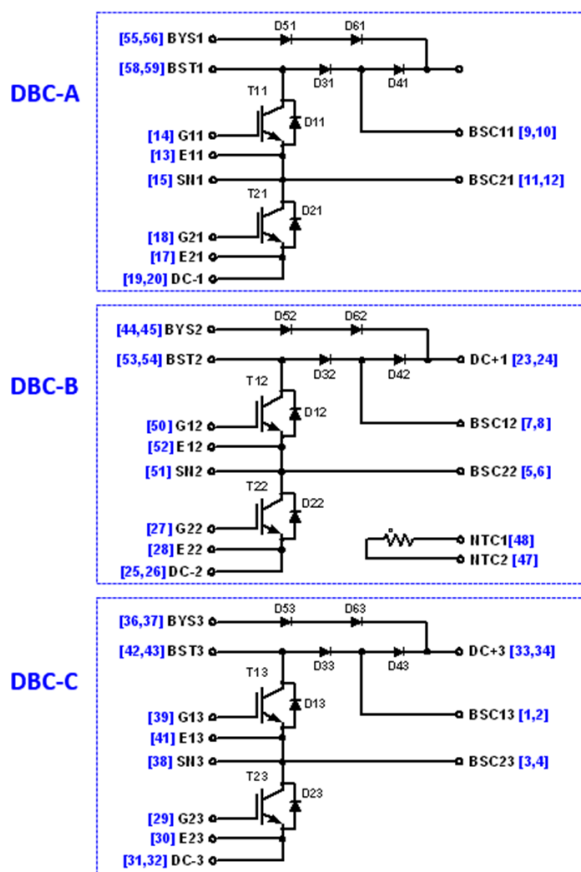 DBC-A
D51 D61
[55,56] BYS1
[58,59] BST1
D31 D41
T11
D11
[14] G11
BSC11 [9,10]
[13] E11
[15] SN1
BSC21 [11,12]
T21
D21
[18] G21
[17] E21
[19,20] DC-1
DBC-B
D52 D62
[44,45] BYS2
[53,54] BST2
DC+1 [23,24]
D32 D42
T12
D12
[50] G12
BSC12 [7,8]
[52] E12
[51] SN2
BSC22 [5,6]
T22
D22
[27] G22
NTC1[48]
[28] E22
NTC2 [47]
[25,26] DC-2
DBC-C
D53 D63
[36,37] BYS3
[42,43] BST3
DC+3 [33,34]
D33 D43
T13
D13
[39] G13
BSC13 [1,2]
[41] E13
[38] SN3
BSC23 [3,4]
T23
D23
[29] G23
[30] E23
[31,32] DC-3